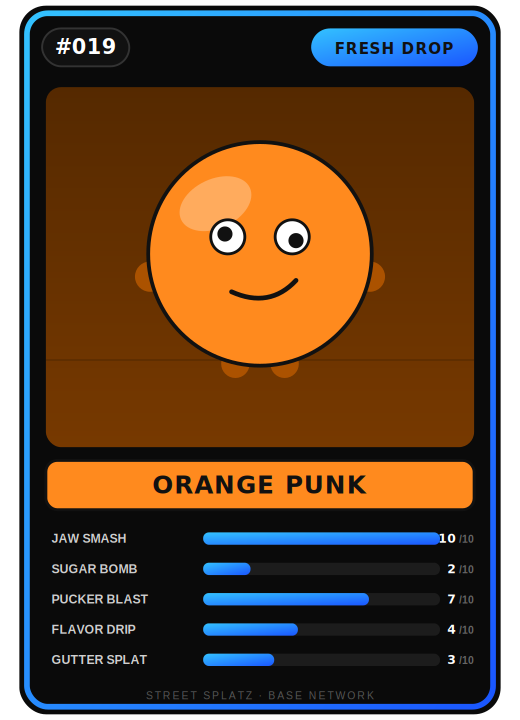 #019 FRESH DROP
ORANGE PUNK
JAW SMASH 10 /10
SUGAR BOMB 2 /10
PUCKER BLAST 7 /10
FLAVOR DRIP 4 /10
GUTTER SPLAT 3 /10
STREET SPLATZ · BASE NETWORK